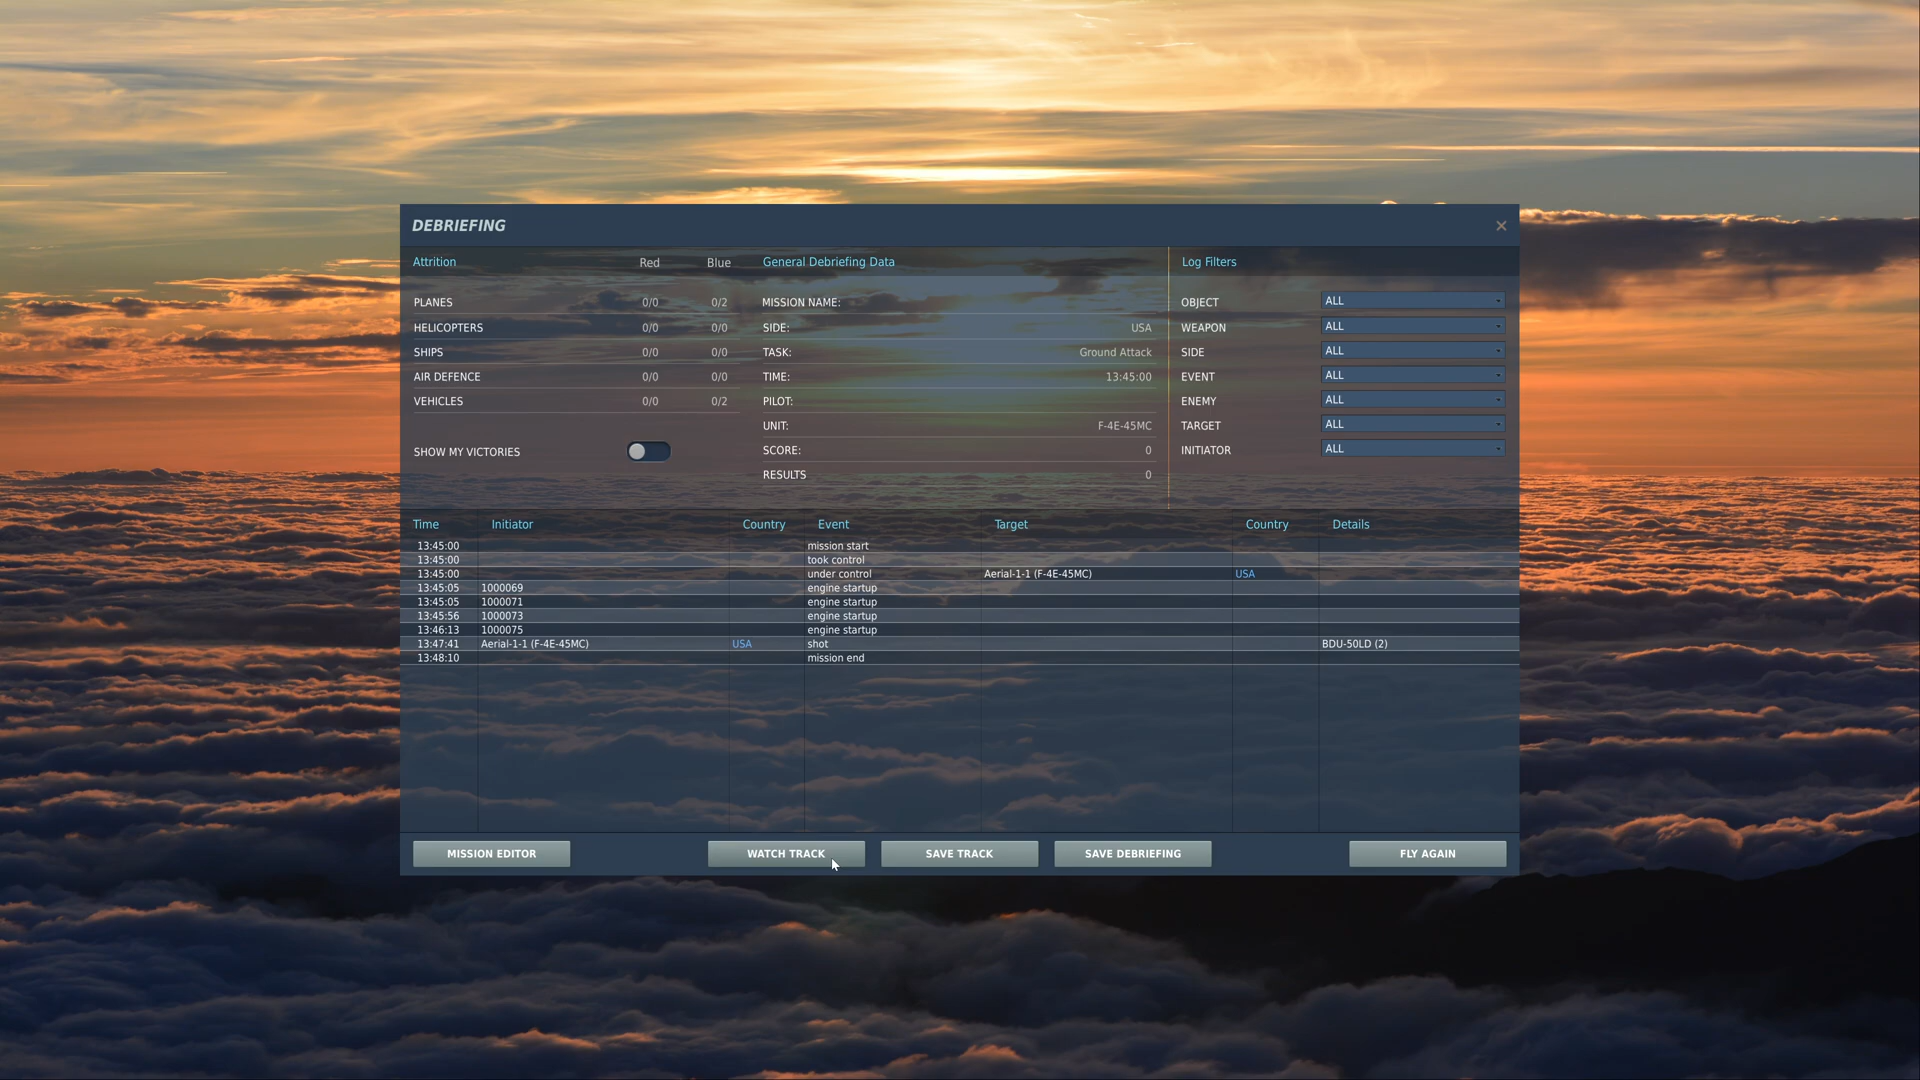 DEBRIEFING
Attrition Red Blue General Debriefing Data Log Filters
PLANES 0/0 0/2 MISSION NAME: OBJECT ALL
HELICOPTERS 0/0 0/0 SIDE: USA WEAPON ALL
SHIPS 0/0 0/0 TASK: Ground Attack SIDE ALL
AIR DEFENCE 0/0 0/0 TIME: 13:45:00 EVENT ALL
VEHICLES 0/0 0/2 PILOT: ENEMY ALL
UNIT: F-4E-45MC TARGET ALL
SHOW MY VICTORIES SCORE: 0 INITIATOR ALL
RESULTS 0
Time Initiator Country Event Target Country Details
13:45:00 mission start
13:45:00 took control
13:45:00 under control Aerial-1-1 (F-4E-45MC) USA
13:45:05 1000069 engine startup
13:45:05 1000071 engine startup
13:45:56 1000073 engine startup
13:46:13 1000075 engine startup
13:47:41 Aerial-1-1 (F-4E-45MC) USA shot BDU-50LD (2)
13:48:10 mission end
MISSION EDITOR WATCH TRACK SAVE TRACK SAVE DEBRIEFING FLY AGAIN